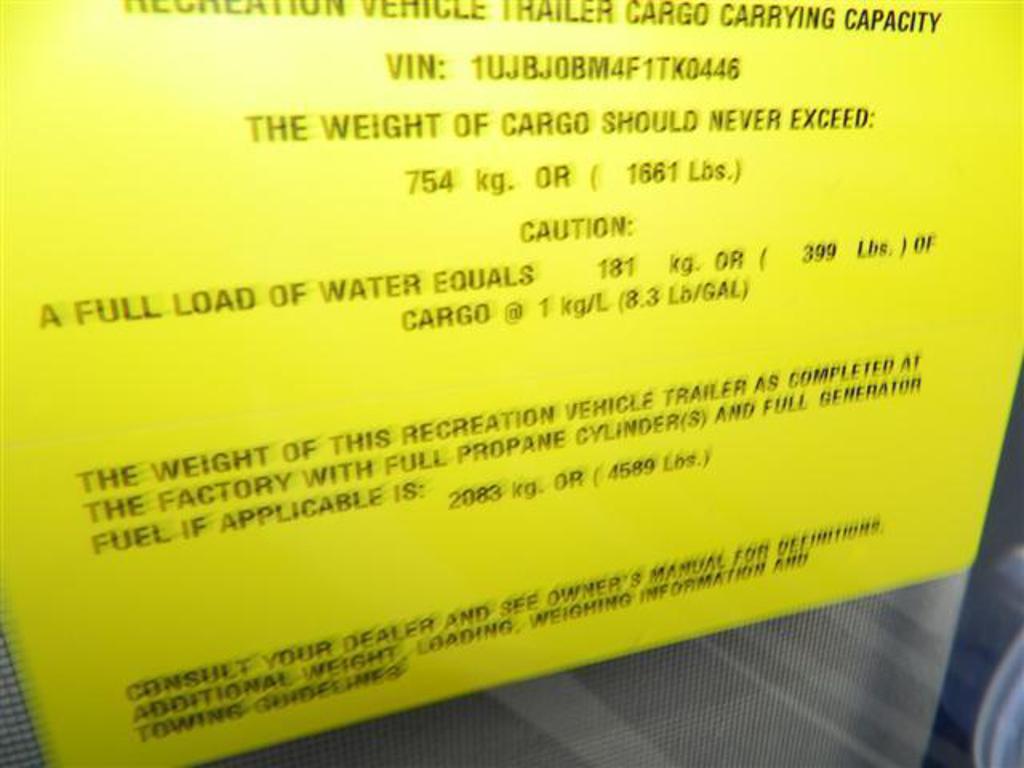 RECREATION VEHICLE TRAILER CARGO CARRYING CAPACITY
VIN: 1UJBJ0BM4F1TK0446
THE WEIGHT OF CARGO SHOULD NEVER EXCEED:
754 kg. OR ( 1661 Lbs.)
CAUTION:
A FULL LOAD OF WATER EQUALS 181 kg. OR ( 399 Lbs. ) OF
CARGO @ 1 kg/L (8.3 Lb/GAL)
THE WEIGHT OF THIS RECREATION VEHICLE TRAILER AS COMPLETED AT
THE FACTORY WITH FULL PROPANE CYLINDER(S) AND FULL GENERATOR
FUEL IF APPLICABLE IS: 2083 kg. OR ( 4589 Lbs.)
CONSULT YOUR DEALER AND SEE OWNER'S MANUAL FOR DEFINITIONS,
ADDITIONAL WEIGHT, LOADING, WEIGHING INFORMATION AND
TOWING GUIDELINES